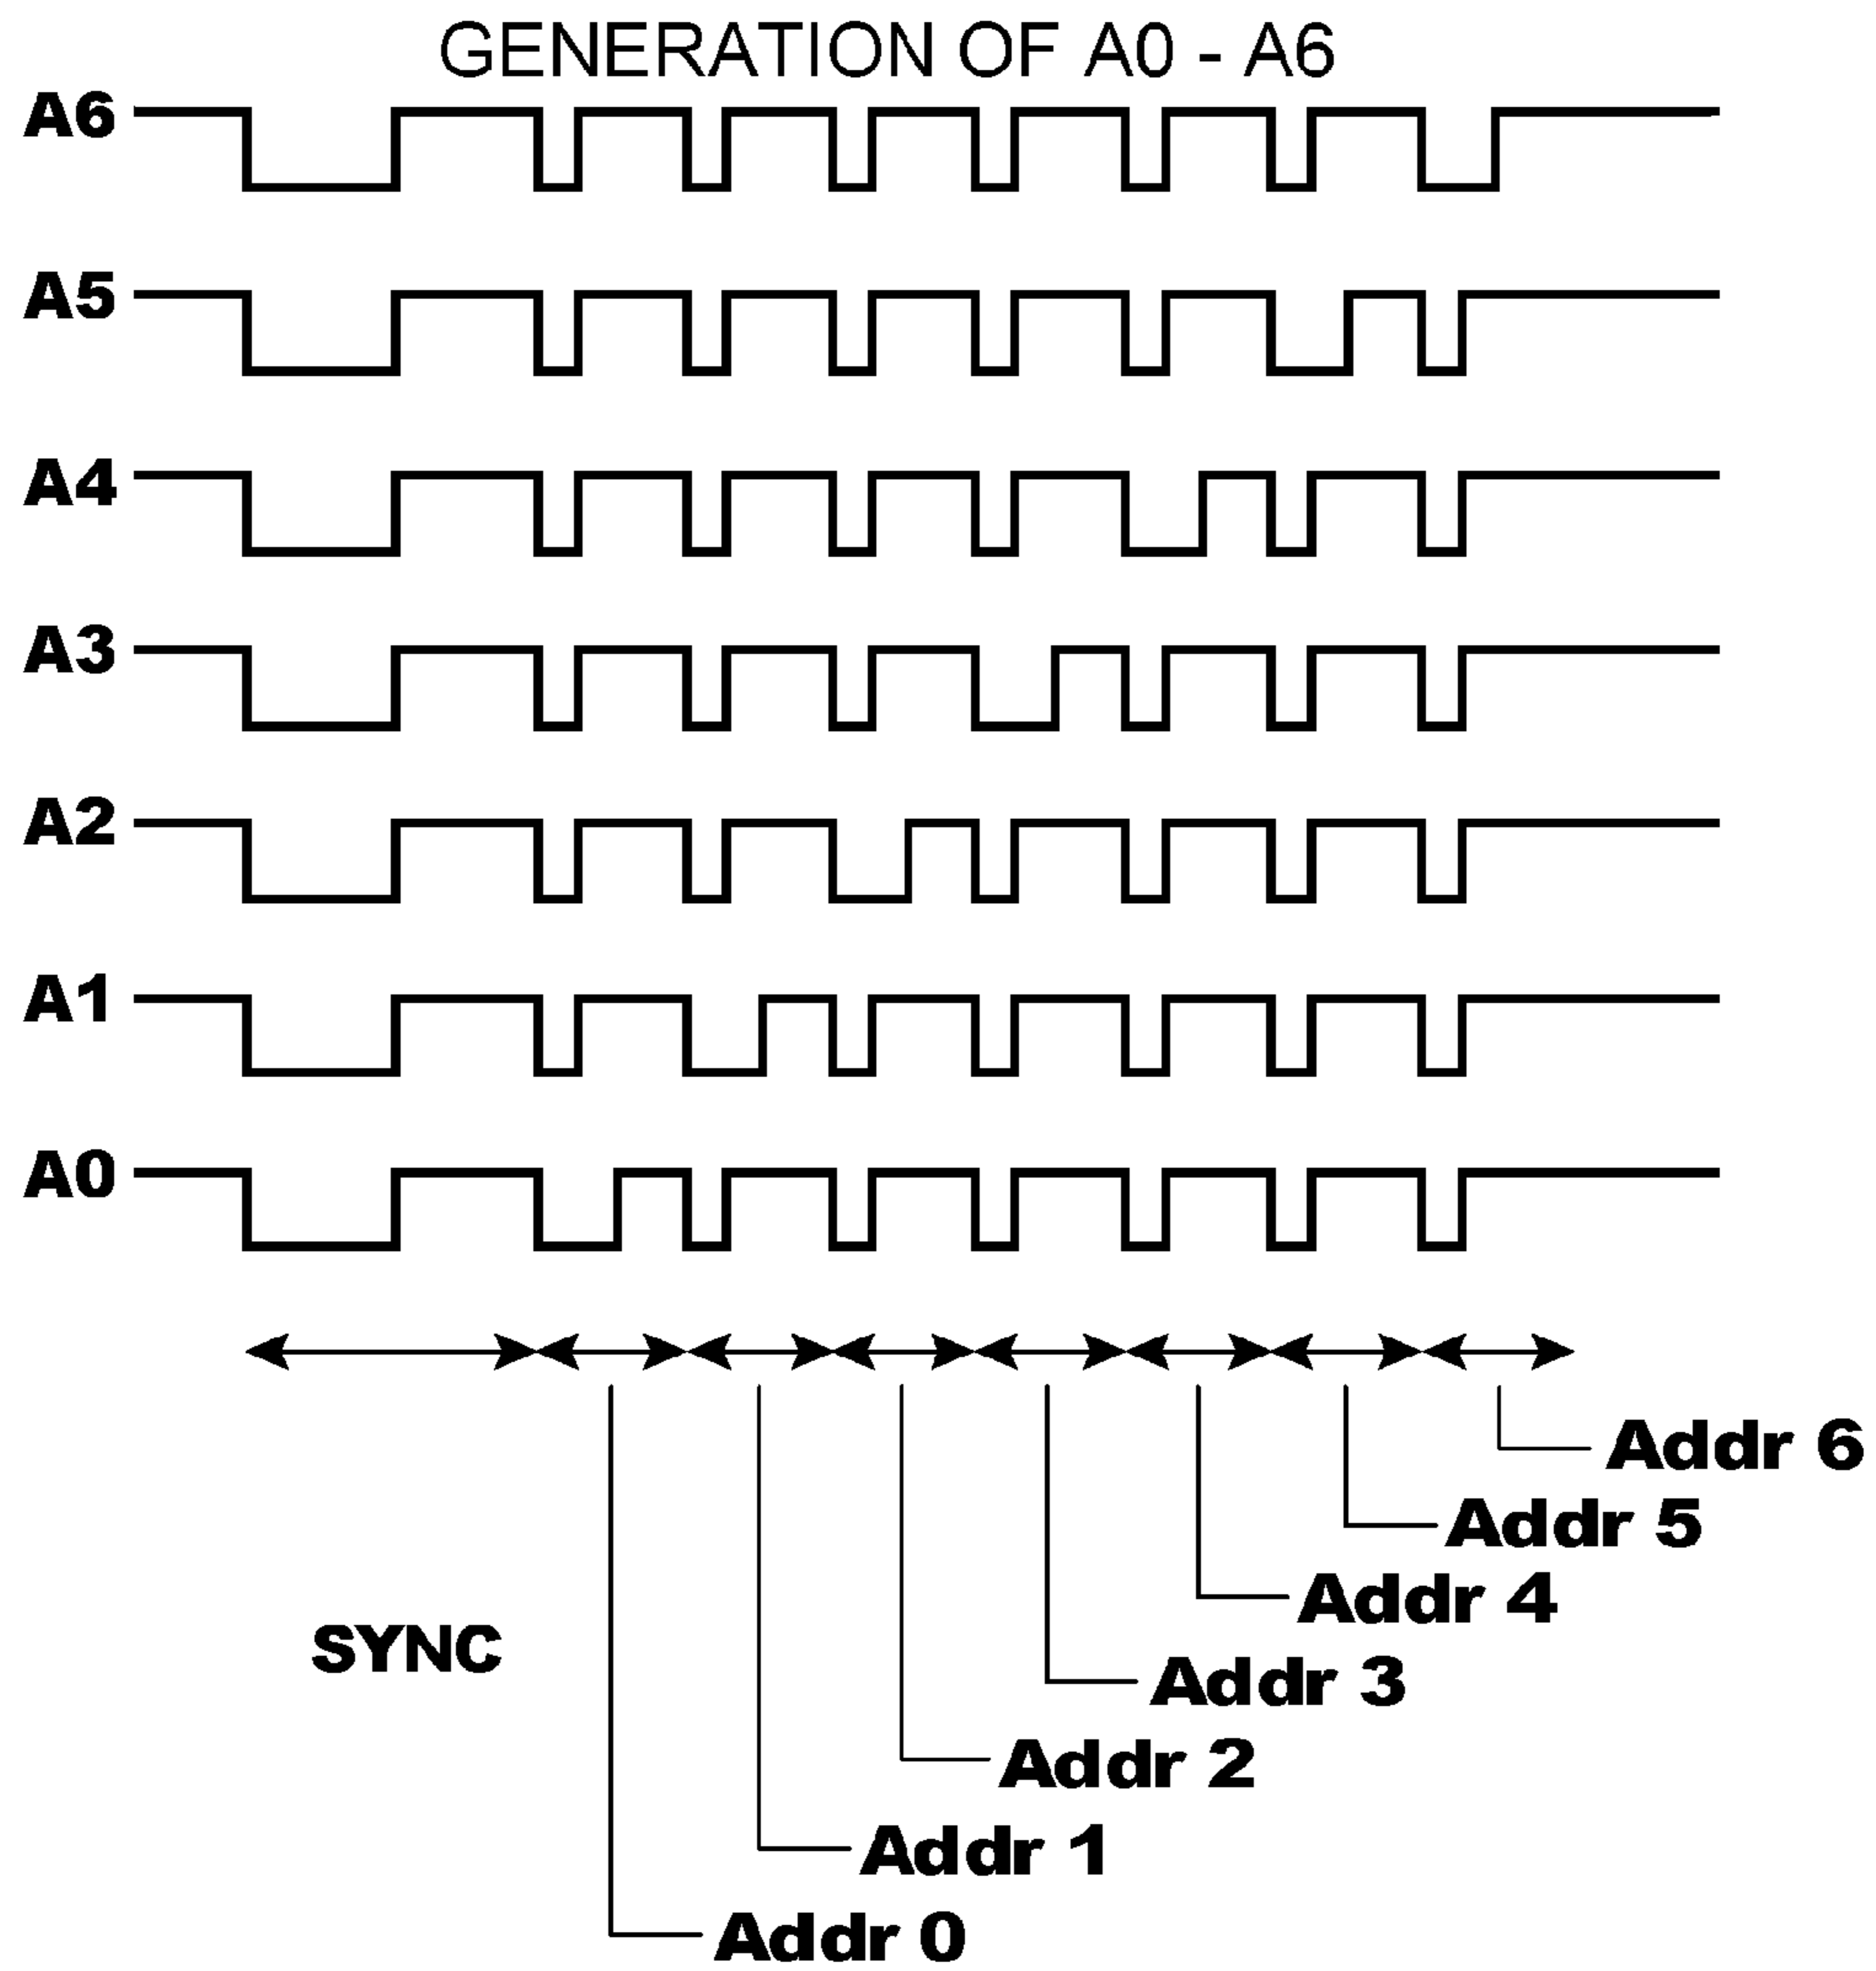 GENERATION OF A0 - A6
A6
A5
A4
A3
A2
A1
A0
Addr 6
Addr 5
Addr 4
SYNC
Addr 3
Addr 2
Addr 1
Addr 0